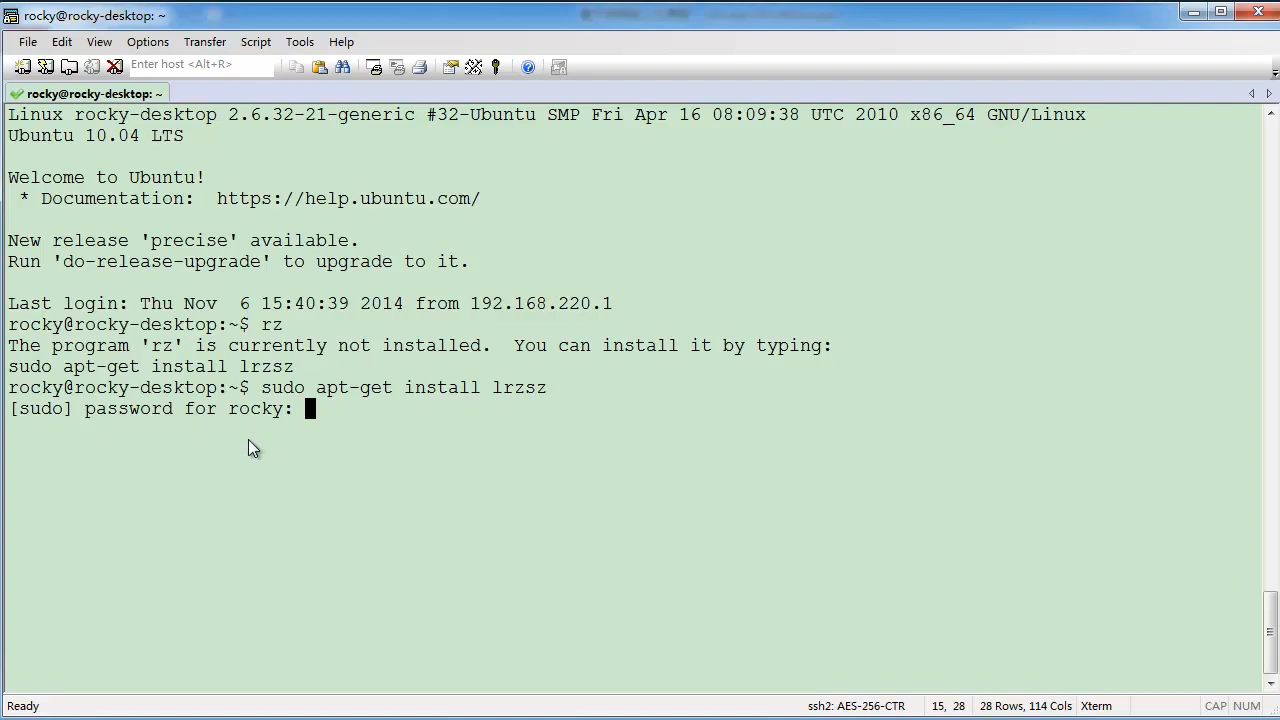 rocky@rocky-desktop: ~
File Edit View Options Transfer Script Tools Help
Enter host <Alt+R>
rocky@rocky-desktop: ~
Linux rocky-desktop 2.6.32-21-generic #32-Ubuntu SMP Fri Apr 16 08:09:38 UTC 2010 x86_64 GNU/Linux
Ubuntu 10.04 LTS
Welcome to Ubuntu!
* Documentation:  https://help.ubuntu.com/
New release 'precise' available.
Run 'do-release-upgrade' to upgrade to it.
Last login: Thu Nov  6 15:40:39 2014 from 192.168.220.1
rocky@rocky-desktop:~$ rz
The program 'rz' is currently not installed.  You can install it by typing:
sudo apt-get install lrzsz
rocky@rocky-desktop:~$ sudo apt-get install lrzsz
[sudo] password for rocky:
Ready ssh2: AES-256-CTR 15, 28 28 Rows, 114 Cols Xterm CAP NUM